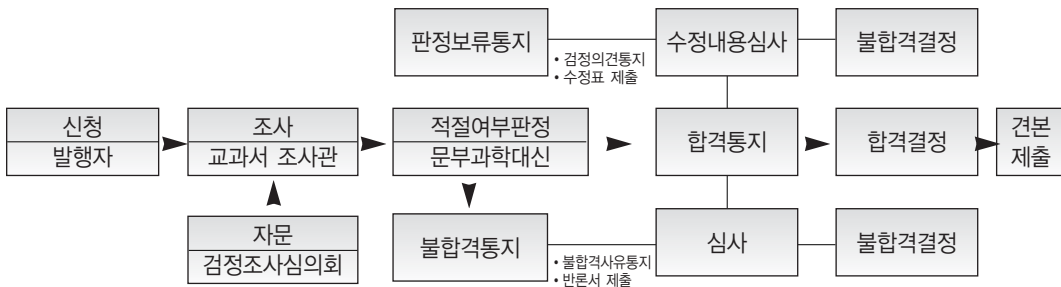 판정보류통지
• 검정의견통지
• 수정표 제출
수정내용심사
불합격결정
신청
발행자
조사
교과서 조사관
적절여부판정
문부과학대신
합격통지
합격결정
견본
제출
자문
검정조사심의회
불합격통지
• 불합격사유통지
• 반론서 제출
심사
불합격결정